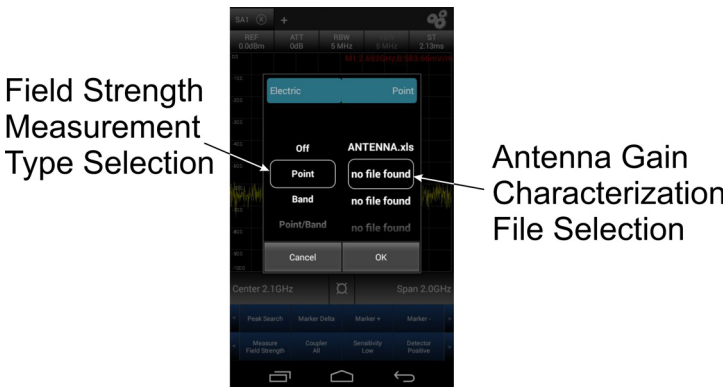 SA1 ⓧ +
REF ATT RBW VBW ST
0.0dBm 0dB 5 MHz 5 MHz 2.13ms
Electric Point
Field Strength
Measurement
Type Selection
Off ANTENNA.xls
Point no file found
Band no file found
Point/Band no file found
Antenna Gain
Characterization
File Selection
Cancel OK
Center 2.1GHz Span 2.0GHz
Peak Search Marker Delta Marker + Marker -
Measure Coupler Sensitivity Detector
Field Strength All Low Positive